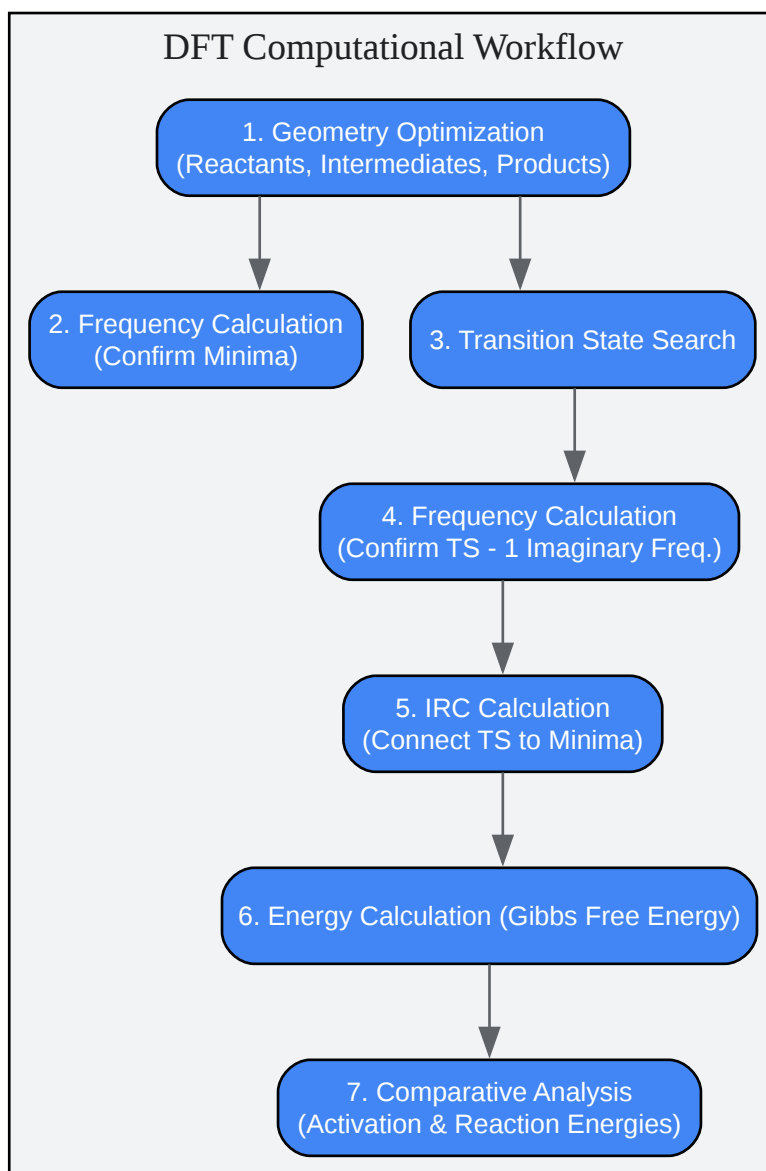 DFT Computational Workflow
1. Geometry Optimization
(Reactants, Intermediates, Products)
2. Frequency Calculation
(Confirm Minima)
3. Transition State Search
4. Frequency Calculation
(Confirm TS - 1 Imaginary Freq.)
5. IRC Calculation
(Connect TS to Minima)
6. Energy Calculation (Gibbs Free Energy)
7. Comparative Analysis
(Activation & Reaction Energies)